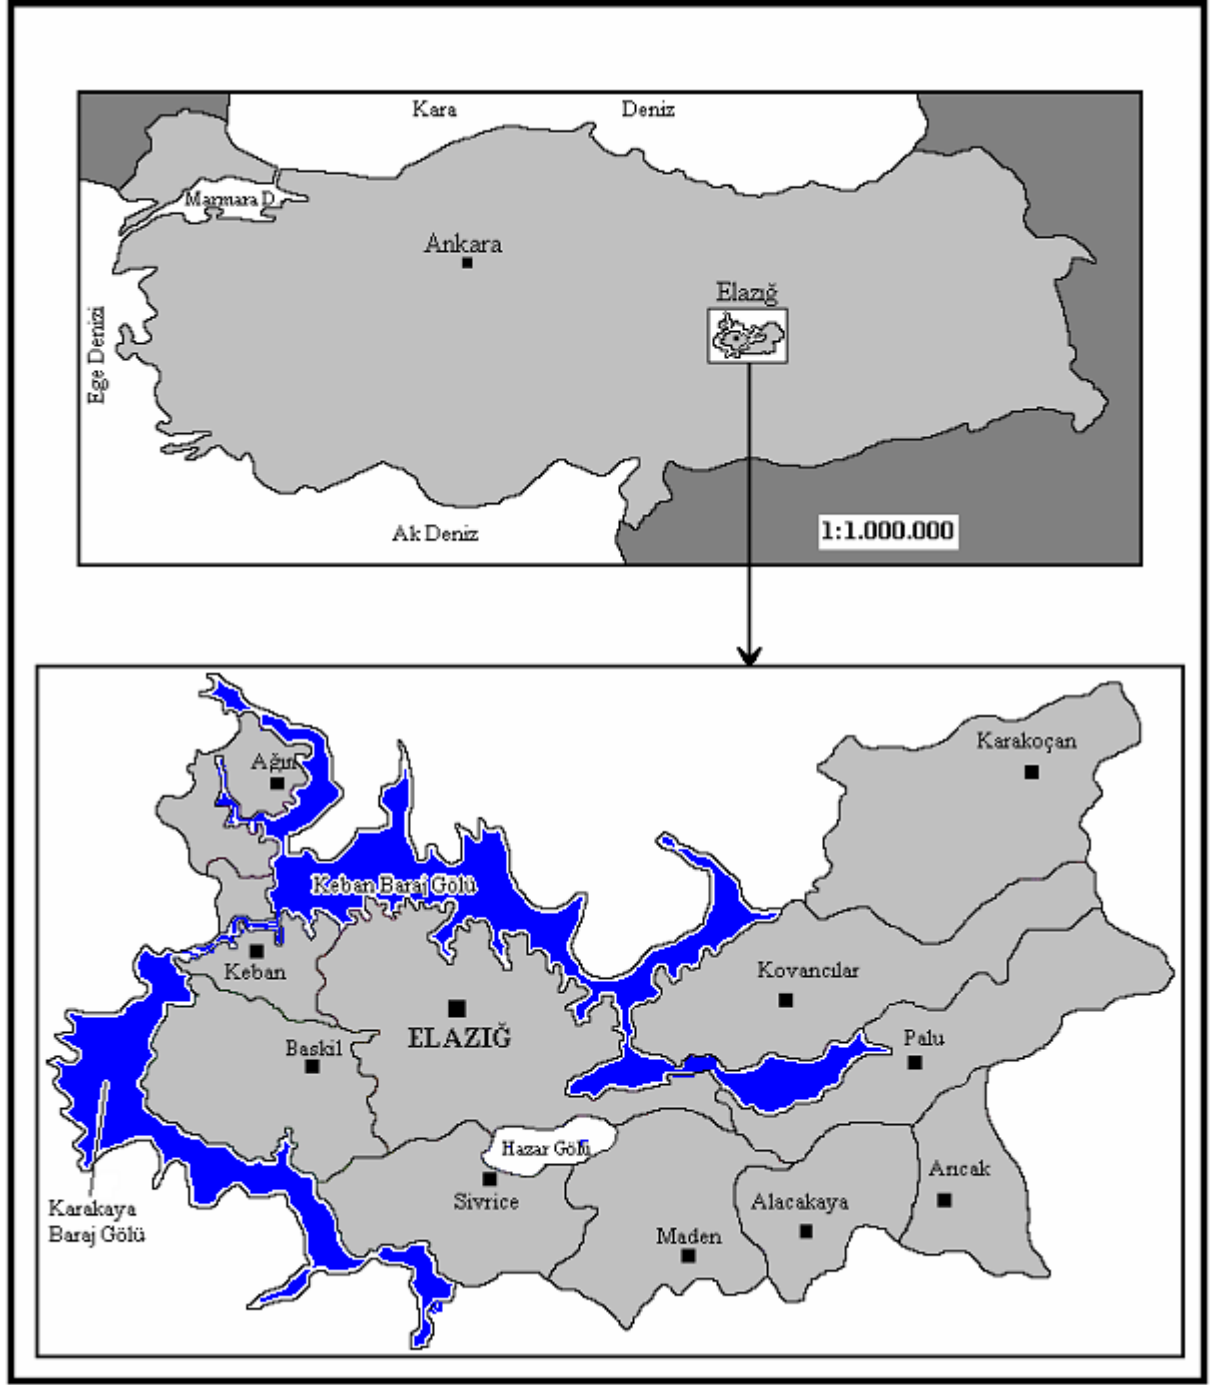 Kara Deniz
Marmara D
Ankara
Elazığ
Ege Denizi
Ak Deniz
1:1.000.000
Karakoçan
Ağın
Keban Baraj Gölü
Keban
Kovancılar
ELAZIĞ
Palu
Baskil
Hazar Gölü
Arıcak
Sivrice
Alacakaya
Karakaya
Baraj Gölü
Maden